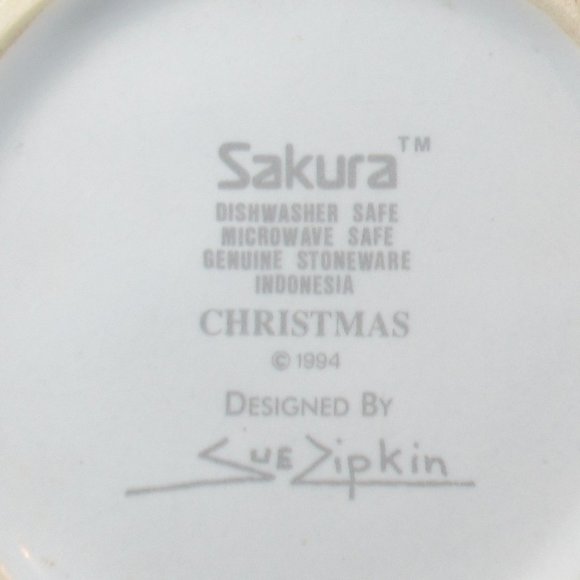 Sakura™
DISHWASHER SAFE
MICROWAVE SAFE
GENUINE STONEWARE
INDONESIA
CHRISTMAS
© 1994
DESIGNED BY
Sue Zipkin